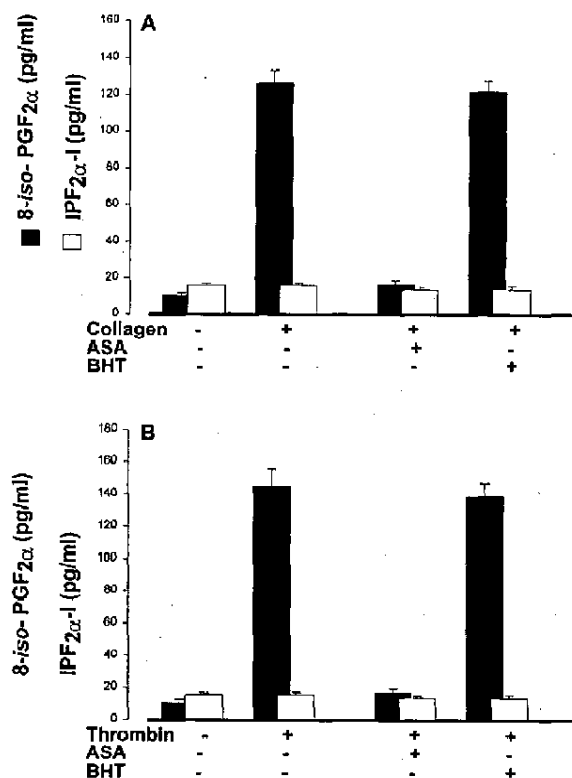 A
8-iso- PGF2α (pg/ml)
IPF2α-I (pg/ml)
160
140
120
100
80
60
40
20
0
Collagen - + + +
ASA - - + -
BHT - - - +
B
8-iso- PGF2α (pg/ml)
IPF2α-I (pg/ml)
180
160
140
120
100
80
60
40
20
0
Thrombin - + + +
ASA - - + -
BHT - - - +